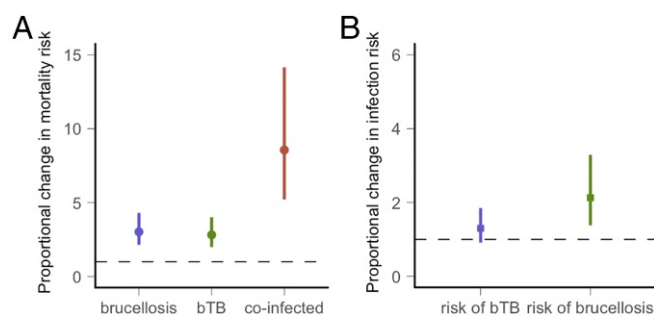 A
Proportional change in mortality risk
15
10
5
0
brucellosis bTB co-infected
B
Proportional change in infection risk
6
4
2
0
risk of bTB risk of brucellosis